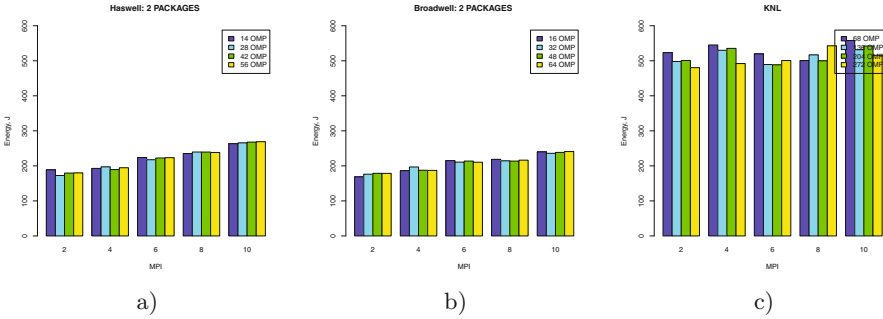 Haswell: 2 PACKAGES
Energy, J
600
500
400
300
200
100
0
14 OMP
28 OMP
42 OMP
56 OMP
2 4 6 8 10
MPI
a)
Broadwell: 2 PACKAGES
Energy, J
600
500
400
300
200
100
0
16 OMP
32 OMP
48 OMP
64 OMP
2 4 6 8 10
MPI
b)
KNL
Energy, J
600
500
400
300
200
100
0
68 OMP
136 OMP
204 OMP
272 OMP
2 4 6 8 10
MPI
c)